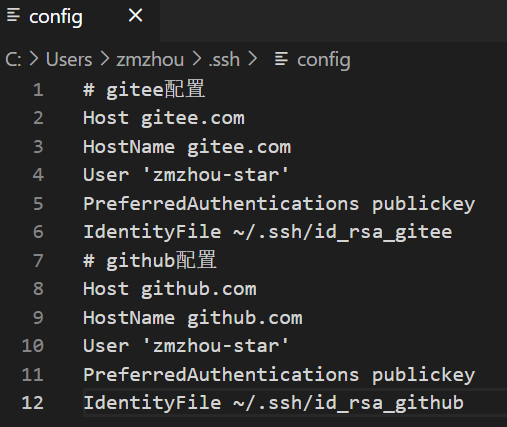 config
C: > Users > zmzhou > .ssh > config
1 # gitee配置
2 Host gitee.com
3 HostName gitee.com
4 User 'zmzhou-star'
5 PreferredAuthentications publickey
6 IdentityFile ~/.ssh/id_rsa_gitee
7 # github配置
8 Host github.com
9 HostName github.com
10 User 'zmzhou-star'
11 PreferredAuthentications publickey
12 IdentityFile ~/.ssh/id_rsa_github